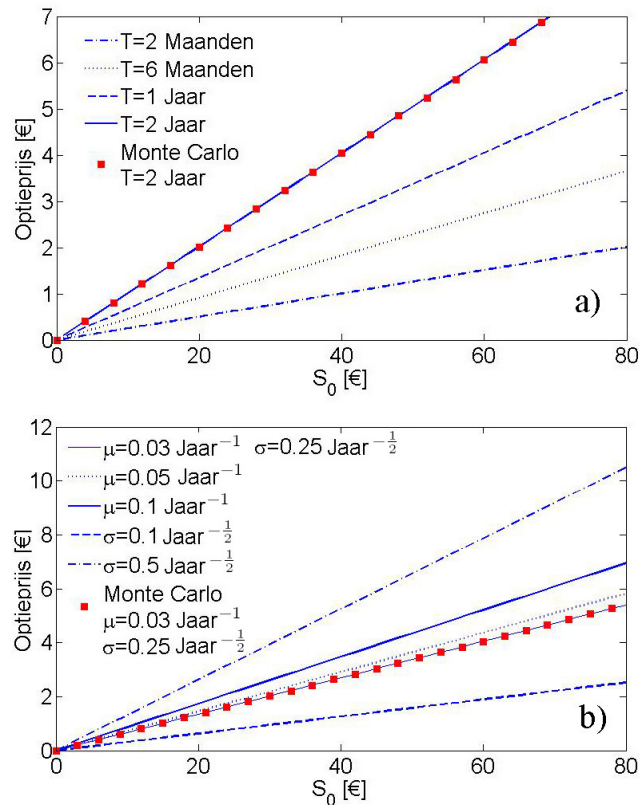 7
6
5
4
3
2
1
0
Optieprijs [€]
T=2 Maanden
T=6 Maanden
T=1 Jaar
T=2 Jaar
Monte Carlo
T=2 Jaar
a)
0 20 40 60 80
S₀ [€]
12
10
8
6
4
2
0
Optieprijs [€]
μ=0.03 Jaar⁻¹ σ=0.25 Jaar^{-1/2}
μ=0.05 Jaar⁻¹
μ=0.1 Jaar⁻¹
σ=0.1 Jaar^{-1/2}
σ=0.5 Jaar^{-1/2}
Monte Carlo
μ=0.03 Jaar⁻¹
σ=0.25 Jaar^{-1/2}
b)
0 20 40 60 80
S₀ [€]